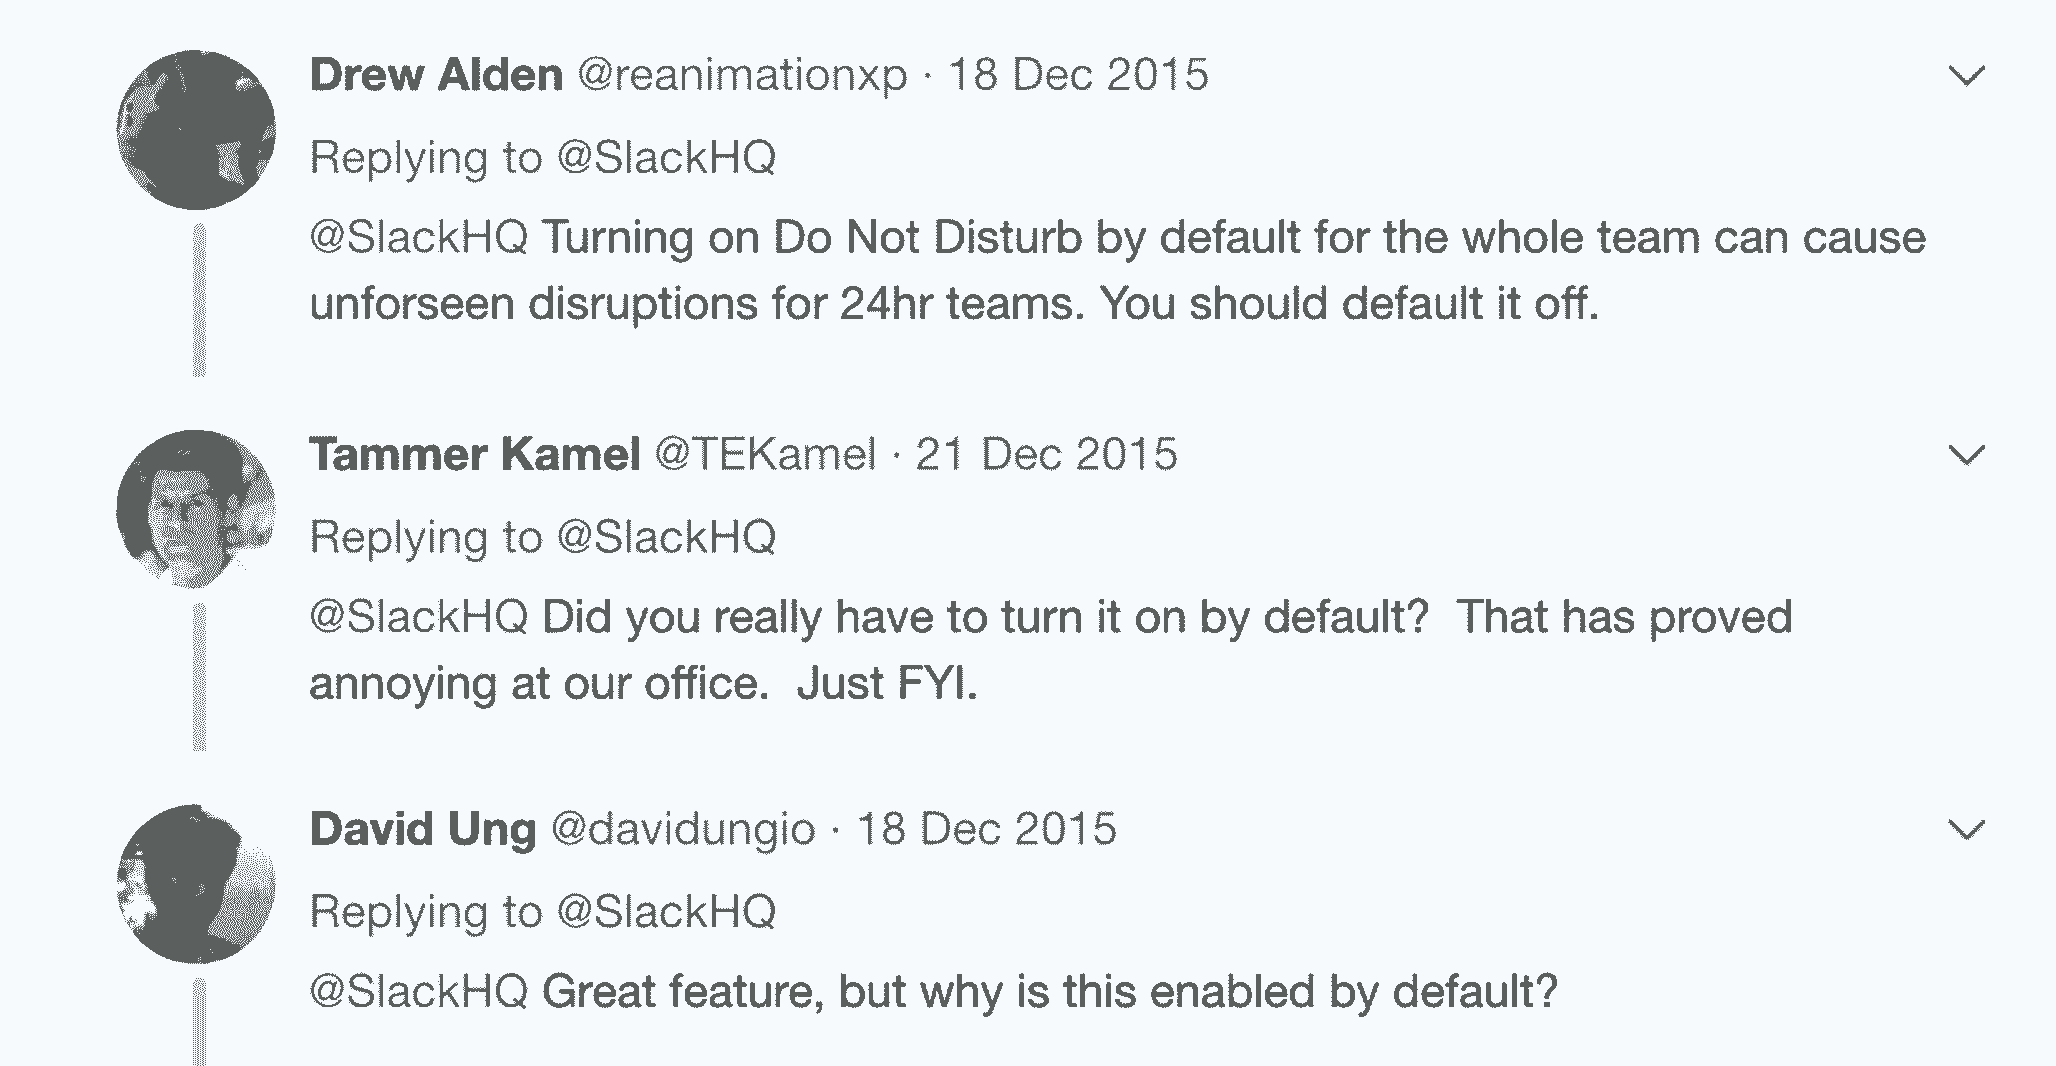 Drew Alden @reanimationxp · 18 Dec 2015
Replying to @SlackHQ
@SlackHQ Turning on Do Not Disturb by default for the whole team can cause
unforseen disruptions for 24hr teams. You should default it off.
Tammer Kamel @TEKamel · 21 Dec 2015
Replying to @SlackHQ
@SlackHQ Did you really have to turn it on by default?  That has proved
annoying at our office.  Just FYI.
David Ung @davidungio · 18 Dec 2015
Replying to @SlackHQ
@SlackHQ Great feature, but why is this enabled by default?